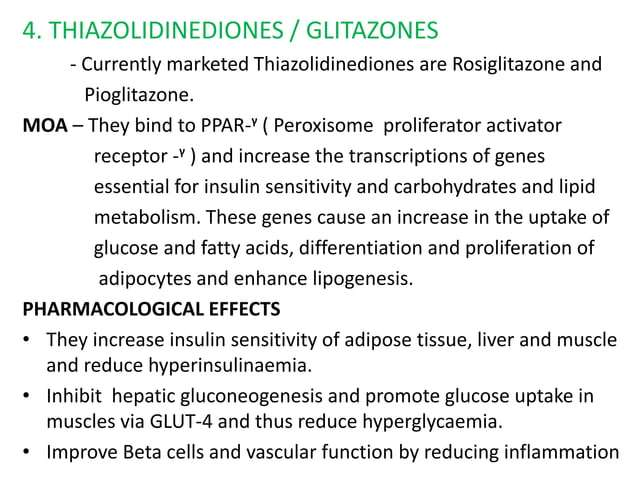 4. THIAZOLIDINEDIONES / GLITAZONES
- Currently marketed Thiazolidinediones are Rosiglitazone and
Pioglitazone.
MOA – They bind to PPAR-ᵞ ( Peroxisome proliferator activator
receptor -ᵞ ) and increase the transcriptions of genes
essential for insulin sensitivity and carbohydrates and lipid
metabolism. These genes cause an increase in the uptake of
glucose and fatty acids, differentiation and proliferation of
adipocytes and enhance lipogenesis.
PHARMACOLOGICAL EFFECTS
• They increase insulin sensitivity of adipose tissue, liver and muscle
and reduce hyperinsulinaemia.
• Inhibit hepatic gluconeogenesis and promote glucose uptake in
muscles via GLUT-4 and thus reduce hyperglycaemia.
• Improve Beta cells and vascular function by reducing inflammation